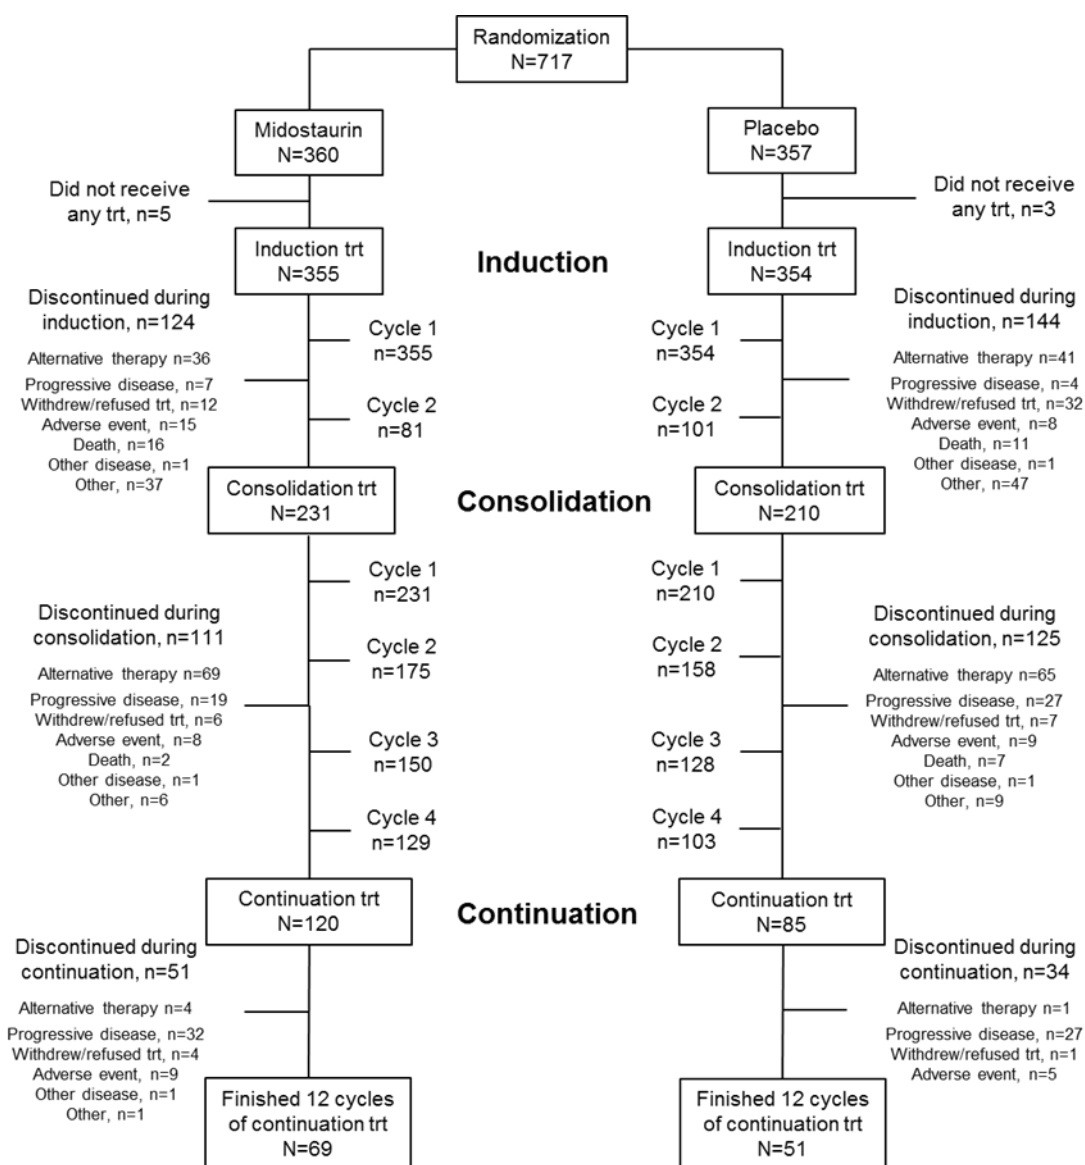 Randomization
N=717
Midostaurin
N=360
Placebo
N=357
Did not receive
any trt, n=5
Did not receive
any trt, n=3
Induction trt
N=355
Induction
Induction trt
N=354
Discontinued during
induction, n=124
Alternative therapy n=36
Progressive disease, n=7
Withdrew/refused trt, n=12
Adverse event, n=15
Death, n=16
Other disease, n=1
Other, n=37
Cycle 1
n=355
Cycle 2
n=81
Cycle 1
n=354
Cycle 2
n=101
Discontinued during
induction, n=144
Alternative therapy n=41
Progressive disease, n=4
Withdrew/refused trt, n=32
Adverse event, n=8
Death, n=11
Other disease, n=1
Other, n=47
Consolidation trt
N=231
Consolidation
Consolidation trt
N=210
Discontinued during
consolidation, n=111
Alternative therapy n=69
Progressive disease, n=19
Withdrew/refused trt, n=6
Adverse event, n=8
Death, n=2
Other disease, n=1
Other, n=6
Cycle 1
n=231
Cycle 2
n=175
Cycle 3
n=150
Cycle 4
n=129
Cycle 1
n=210
Cycle 2
n=158
Cycle 3
n=128
Cycle 4
n=103
Discontinued during
consolidation, n=125
Alternative therapy n=65
Progressive disease, n=27
Withdrew/refused trt, n=7
Adverse event, n=9
Death, n=7
Other disease, n=1
Other, n=9
Continuation trt
N=120
Continuation
Continuation trt
N=85
Discontinued during
continuation, n=51
Alternative therapy n=4
Progressive disease, n=32
Withdrew/refused trt, n=4
Adverse event, n=9
Other disease, n=1
Other, n=1
Discontinued during
continuation, n=34
Alternative therapy n=1
Progressive disease, n=27
Withdrew/refused trt, n=1
Adverse event, n=5
Finished 12 cycles
of continuation trt
N=69
Finished 12 cycles
of continuation trt
N=51